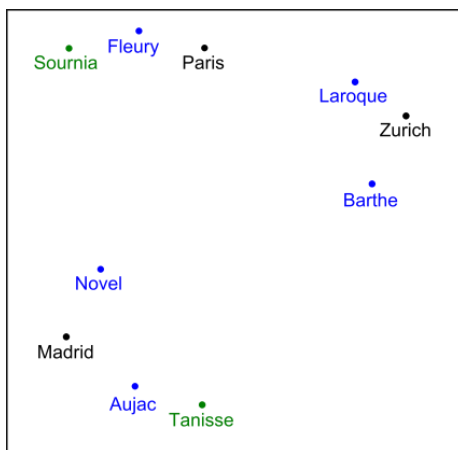 Fleury
Sournia
Paris
Laroque
Zurich
Barthe
Novel
Madrid
Aujac
Tanisse